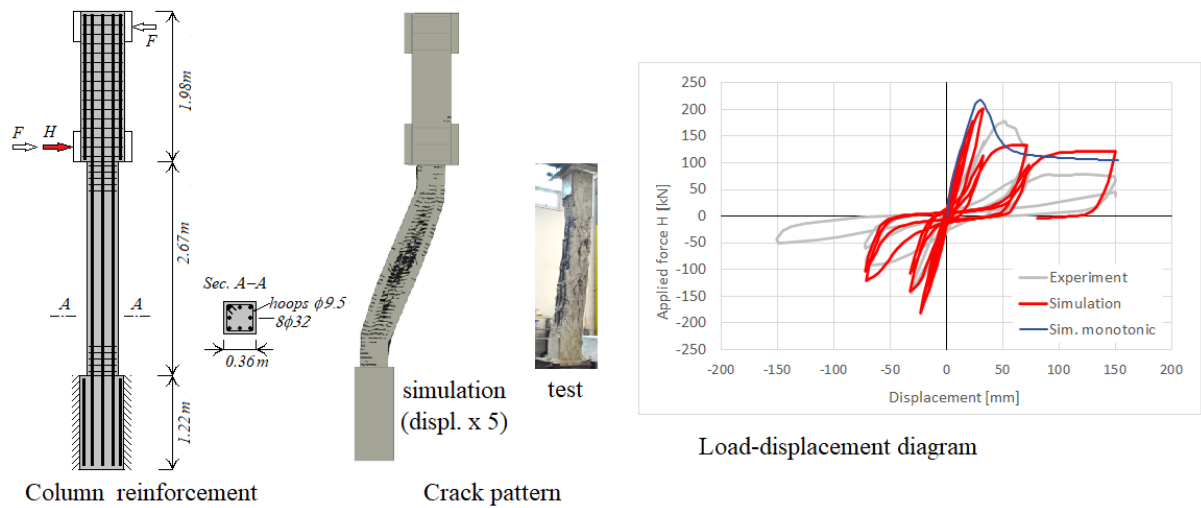 F
1.98m
F H
2.67m
Sec. A–A
A A
hoops ϕ9.5
8ϕ32
0.36 m
1.22 m
Column reinforcement
simulation
(displ. x 5)
test
Crack pattern
250
200
150
100
50
0
-50
-100
-150
-200
-250
Applied force H [kN]
Experiment
Simulation
Sim. monotonic
-200 -150 -100 -50 0 50 100 150 200
Displacement [mm]
Load-displacement diagram